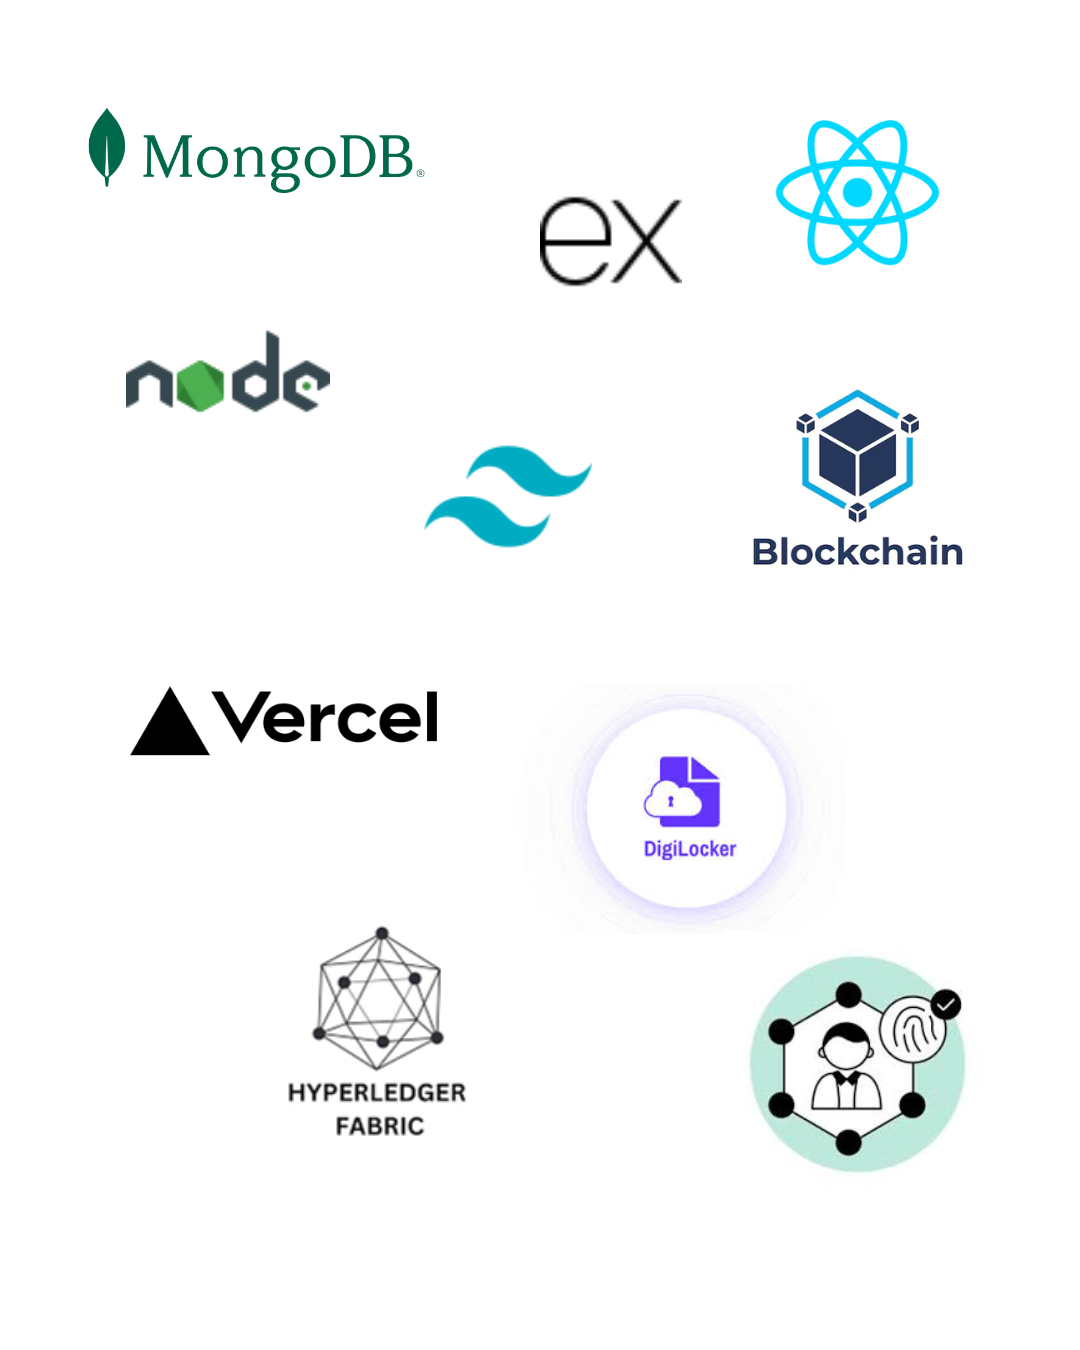 MongoDB®
ex
node
Blockchain
Vercel
DigiLocker
HYPERLEDGER
FABRIC